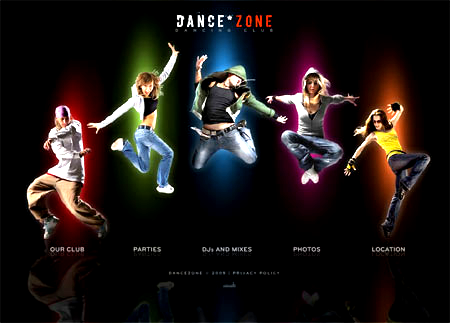 DANCE*ZONE
DANCING CLUB
OUR CLUB PARTIES DJs AND MIXES PHOTOS LOCATION
DANCEZONE © 2009 | PRIVACY POLICY